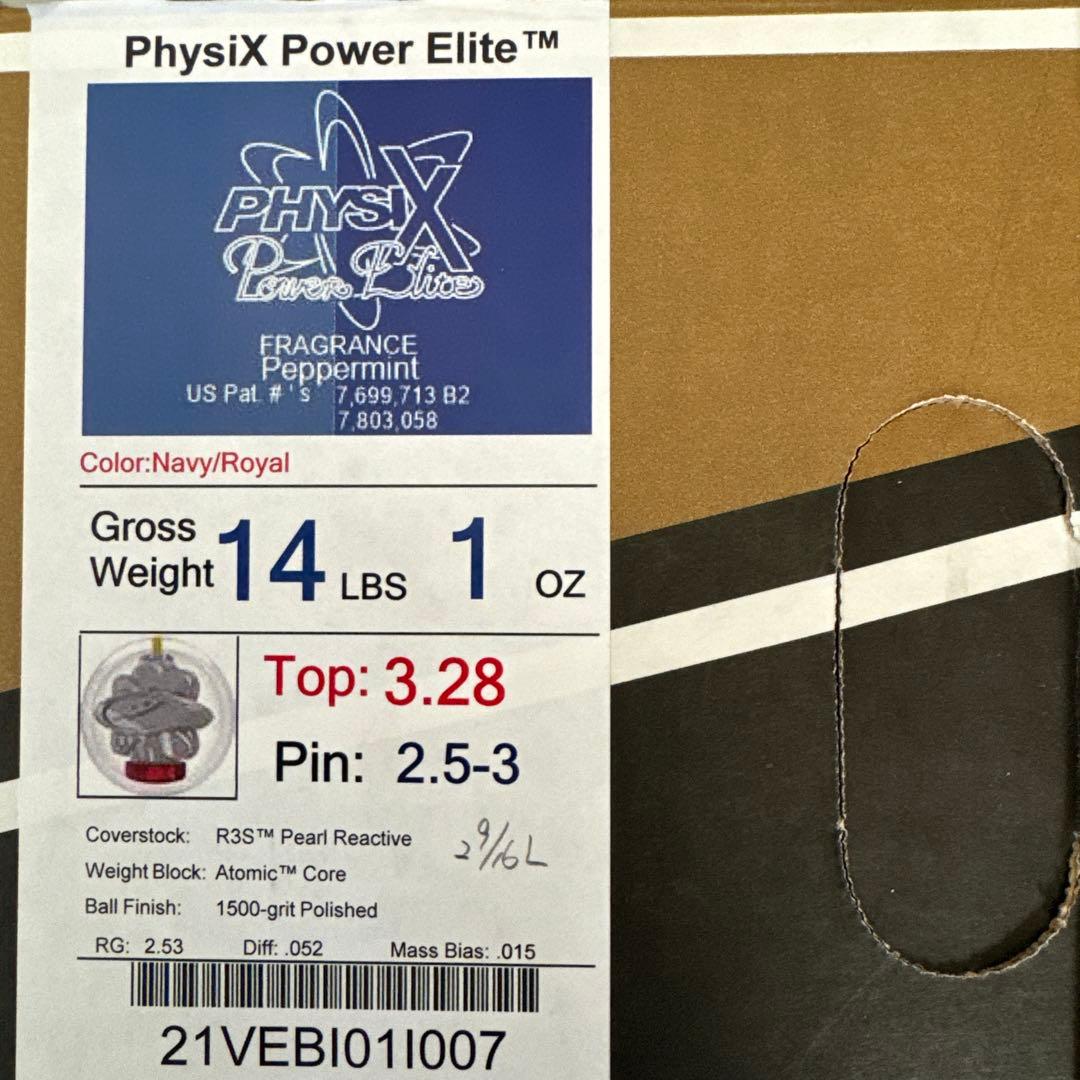 PhysiX Power Elite™
PHYSIX
Power Elite
FRAGRANCE
Peppermint
US Pat. #'s 7,699,713 B2
7,803,058
Color:Navy/Royal
Gross
Weight 14 LBS 1 OZ
Top: 3.28
Pin: 2.5-3
Coverstock: R3S™ Pearl Reactive
2 9/16 L
Weight Block: Atomic™ Core
Ball Finish: 1500-grit Polished
RG: 2.53 Diff: .052 Mass Bias: .015
21VEBI01I007